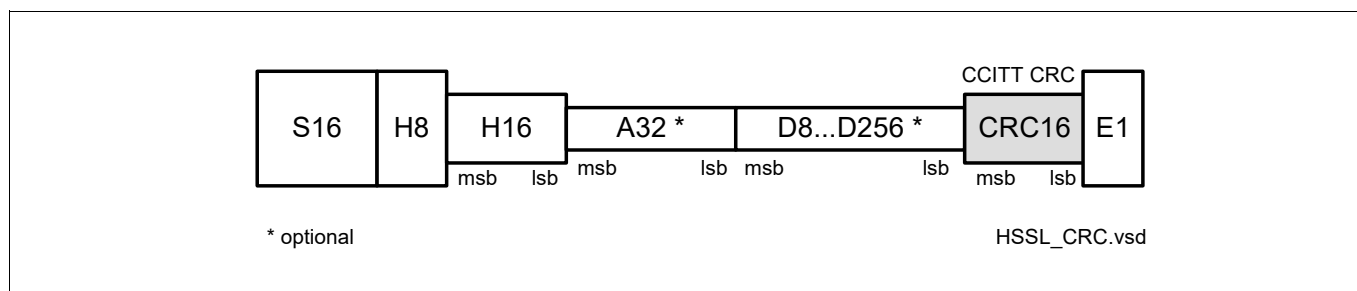 CCITT CRC
S16 H8 H16 A32 * D8...D256 * CRC16 E1
msb lsb msb lsb msb lsb msb lsb
* optional HSSL_CRC.vsd